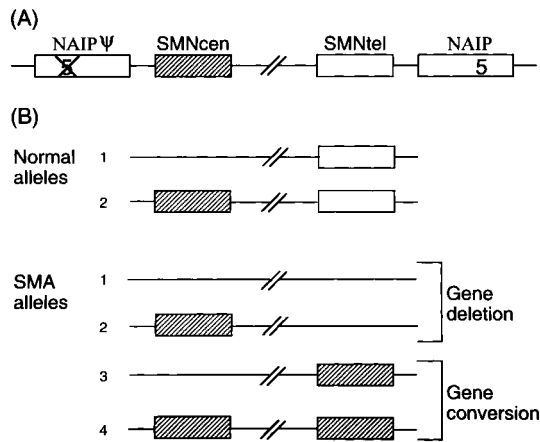 (A)
NAIPΨ SMNcen SMNtel NAIP
5 5
(B)
Normal alleles
1
2
SMA alleles
1
2
Gene deletion
3
4
Gene conversion